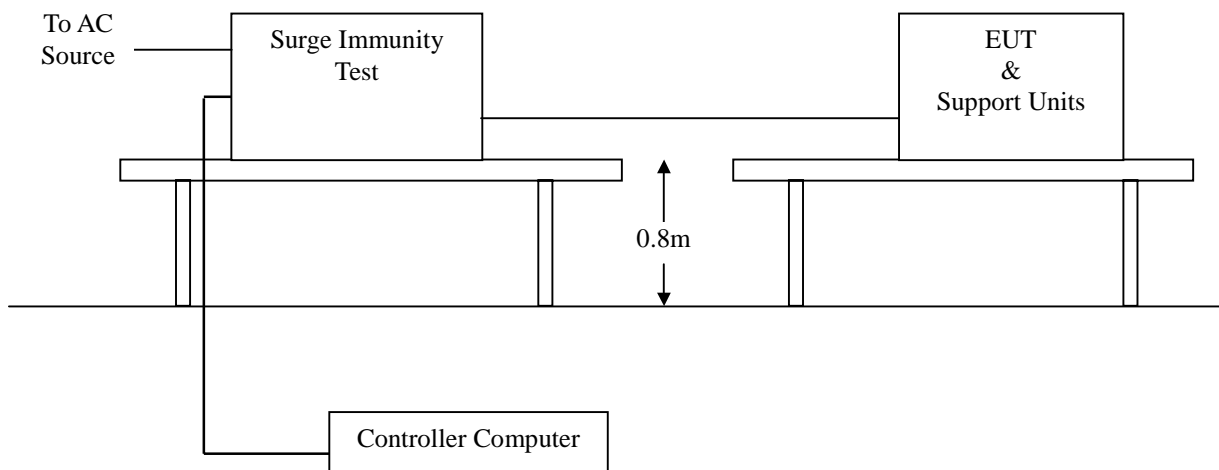 To AC
Source
Surge Immunity
Test
EUT
&
Support Units
0.8m
Controller Computer